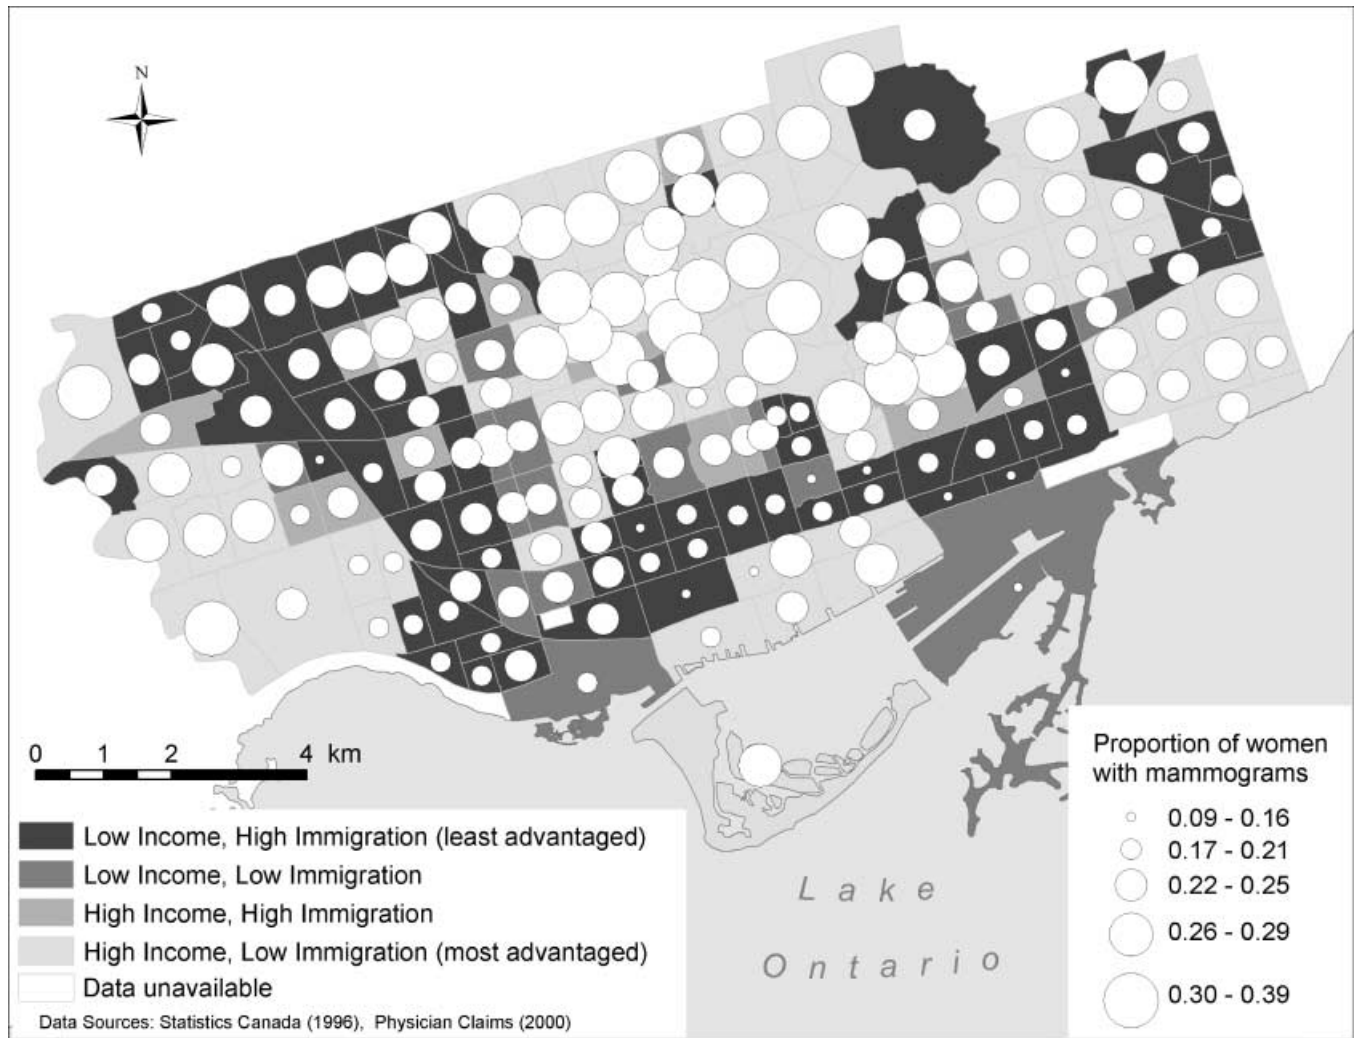 N
0 1 2 4 km
Low Income, High Immigration (least advantaged)
Low Income, Low Immigration
High Income, High Immigration
High Income, Low Immigration (most advantaged)
Data unavailable
Data Sources: Statistics Canada (1996), Physician Claims (2000)
Lake
Ontario
Proportion of women
with mammograms
0.09 - 0.16
0.17 - 0.21
0.22 - 0.25
0.26 - 0.29
0.30 - 0.39